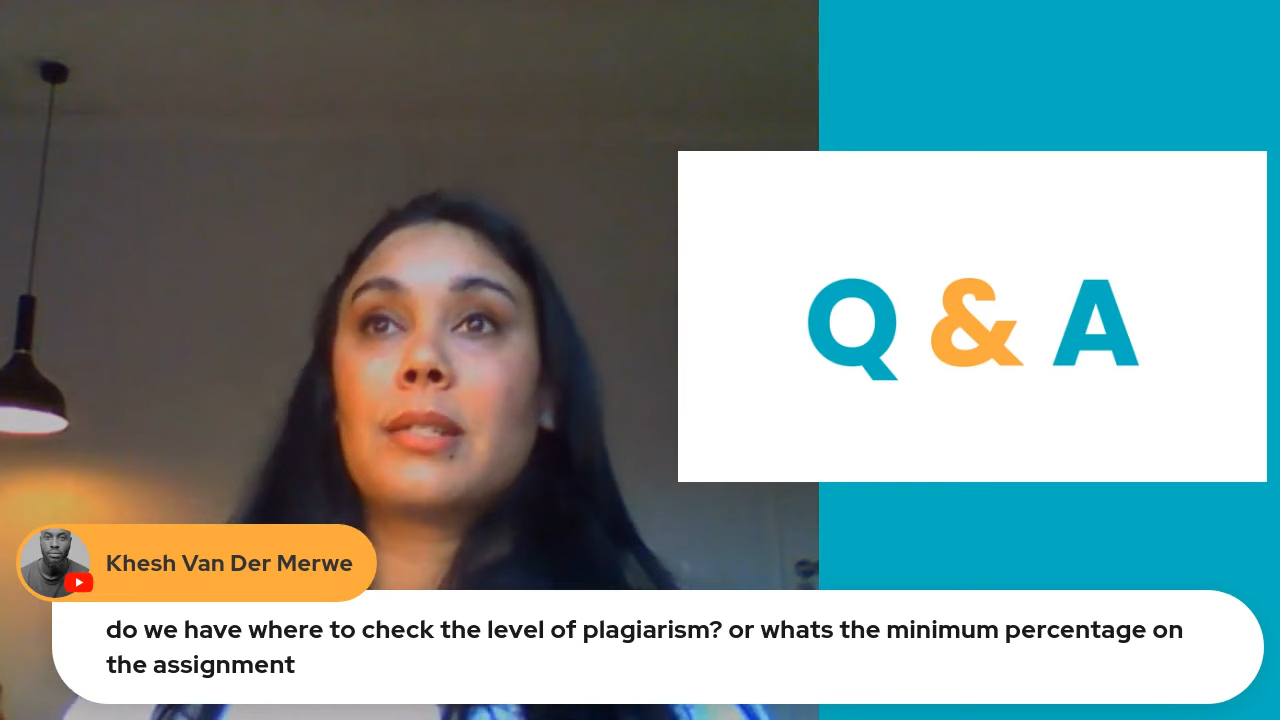 Q & A
Khesh Van Der Merwe
do we have where to check the level of plagiarism? or whats the minimum percentage on
the assignment